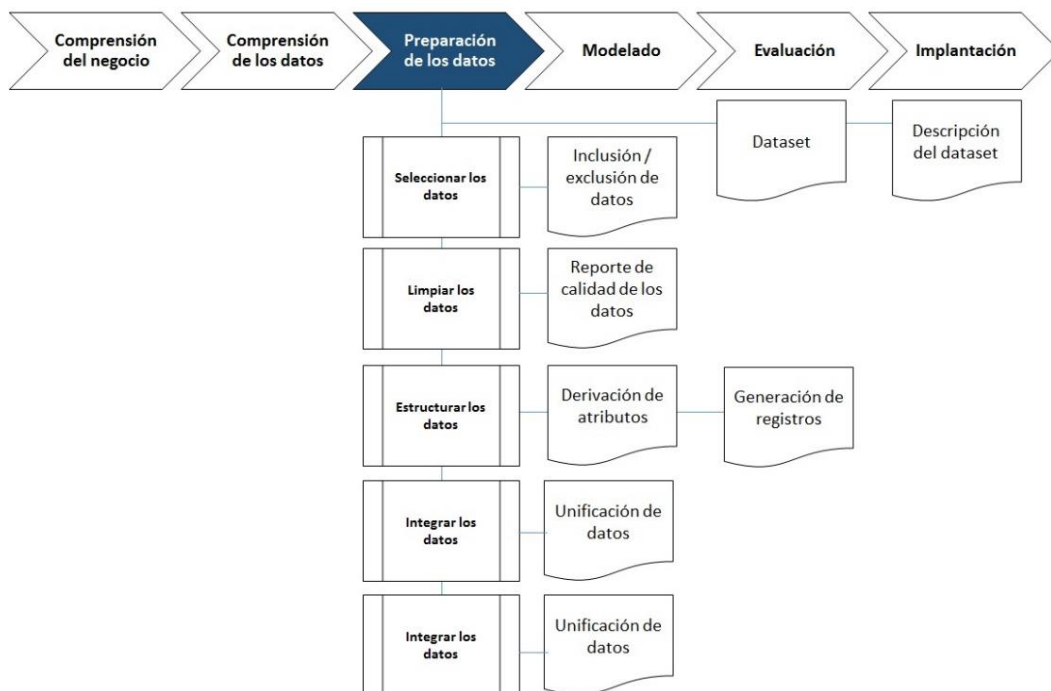 Comprensión
del negocio
Comprensión
de los datos
Preparación
de los datos
Modelado
Evaluación
Implantación
Dataset
Descripción
del dataset
Seleccionar los
datos
Inclusión /
exclusión de
datos
Limpiar los
datos
Reporte de
calidad de los
datos
Estructurar los
datos
Derivación de
atributos
Generación de
registros
Integrar los
datos
Unificación de
datos
Integrar los
datos
Unificación de
datos